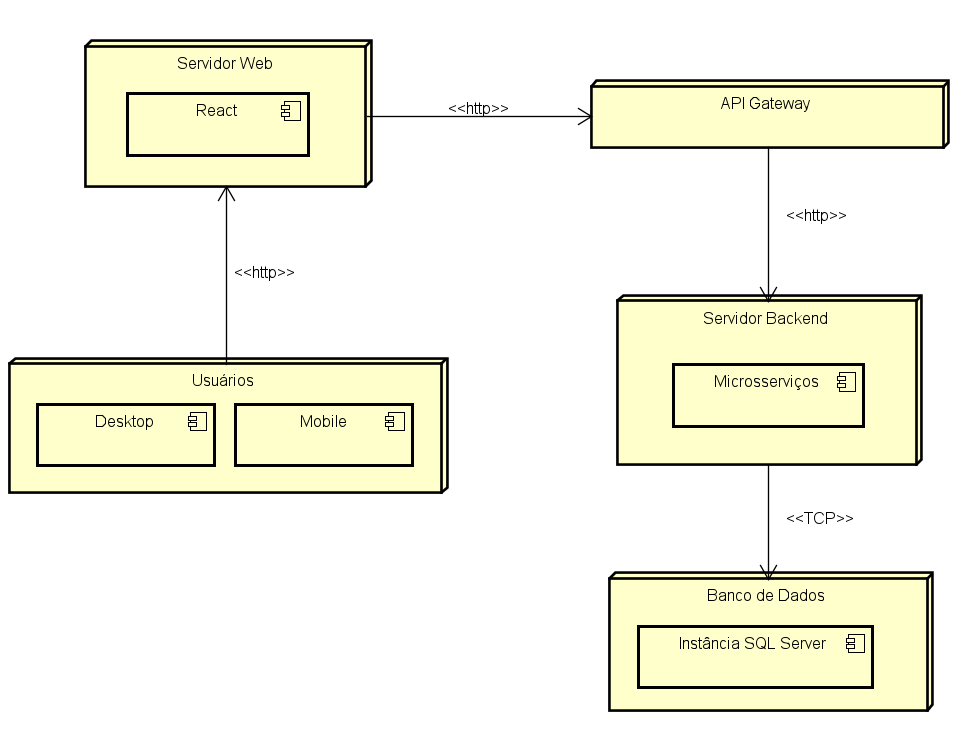 Servidor Web
React
<<http>>
API Gateway
<<http>>
<<http>>
Servidor Backend
Microsserviços
Usuários
Desktop
Mobile
<<TCP>>
Banco de Dados
Instância SQL Server